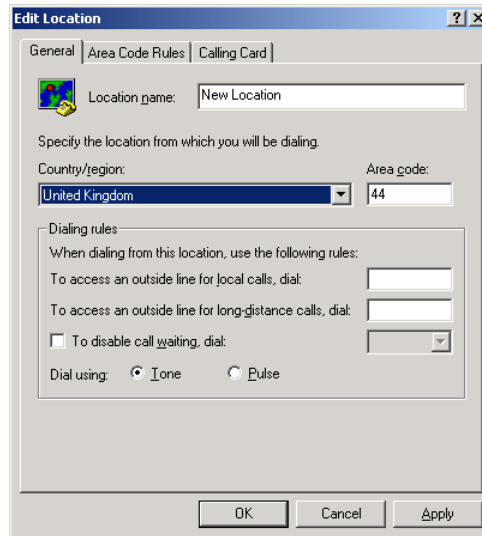 Edit Location
General Area Code Rules Calling Card
Location name: New Location
Specify the location from which you will be dialing.
Country/region: Area code:
United Kingdom 44
Dialing rules
When dialing from this location, use the following rules:
To access an outside line for local calls, dial:
To access an outside line for long-distance calls, dial:
To disable call waiting, dial:
Dial using: Tone Pulse
OK Cancel Apply